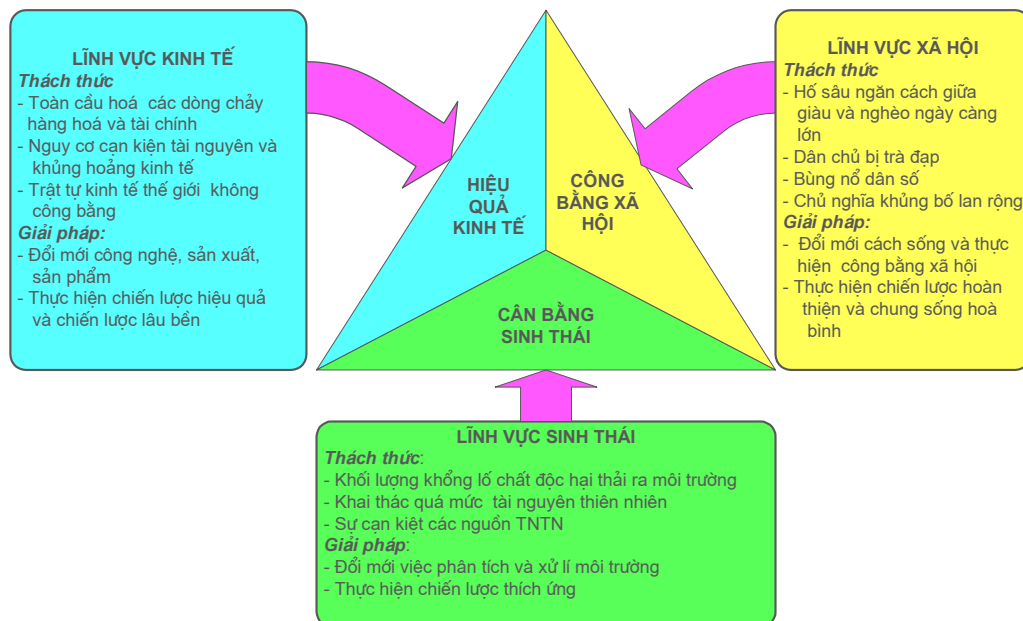 LĨNH VỰC KINH TẾ
Thách thức
- Toàn cầu hoá các dòng chảy
hàng hoá và tài chính
- Nguy cơ cạn kiện tài nguyên và
khủng hoảng kinh tế
- Trật tự kinh tế thế giới không
công bằng
Giải pháp:
- Đổi mới công nghệ, sản xuất,
sản phẩm
- Thực hiện chiến lược hiệu quả
và chiến lược lâu bền
HIỆU
QUẢ
KINH TẾ
CÔNG
BẰNG XÃ
HỘI
CÂN BẰNG
SINH THÁI
LĨNH VỰC XÃ HỘI
Thách thức
- Hố sâu ngăn cách giữa
giàu và nghèo ngày càng
lớn
- Dân chủ bị trà đạp
- Bùng nổ dân số
- Chủ nghĩa khủng bố lan rộng
Giải pháp:
- Đổi mới cách sống và thực
hiện công bằng xã hội
- Thực hiện chiến lược hoàn
thiện và chung sống hoà
bình
LĨNH VỰC SINH THÁI
Thách thức:
- Khối lượng khổng lố chất độc hại thải ra môi trường
- Khai thác quá mức tài nguyên thiên nhiên
- Sự cạn kiệt các nguồn TNTN
Giải pháp:
- Đổi mới việc phân tích và xử lí môi trường
- Thực hiện chiến lược thích ứng